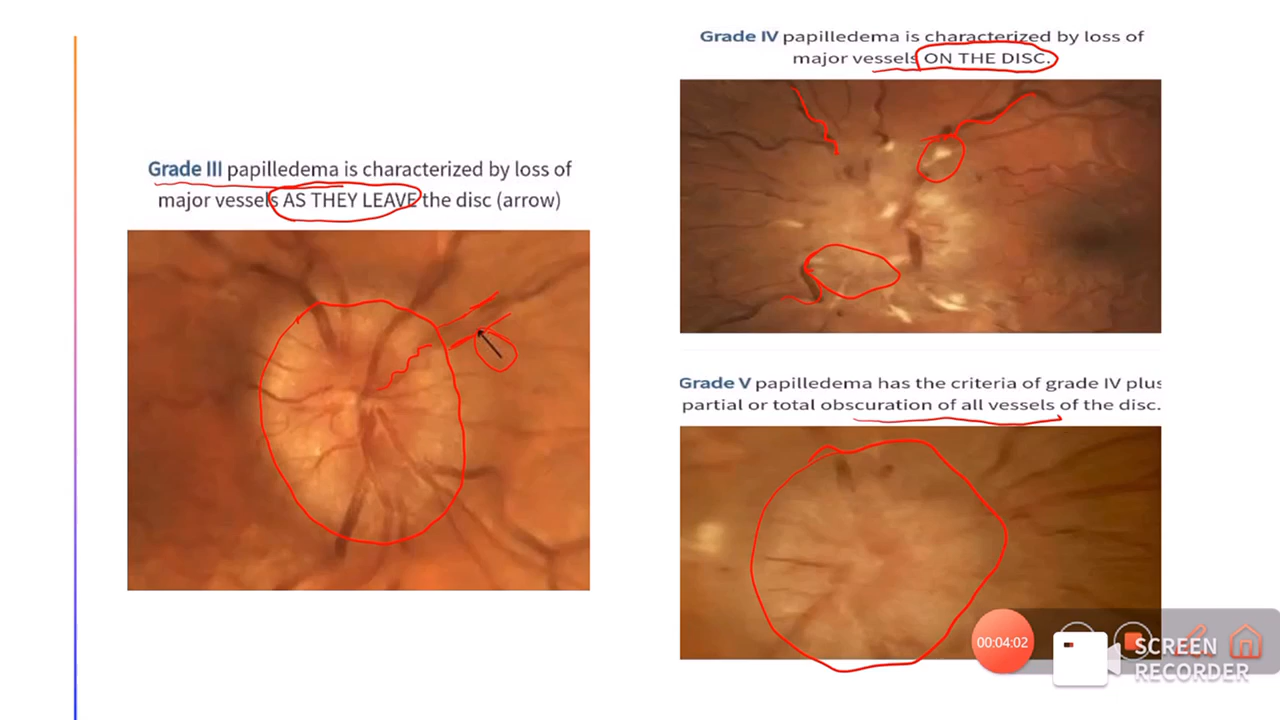 Grade III papilledema is characterized by loss of
major vessels AS THEY LEAVE the disc (arrow)
Grade IV papilledema is characterized by loss of
major vessels ON THE DISC.
Grade V papilledema has the criteria of grade IV plus
partial or total obscuration of all vessels of the disc.
00:04:02
SCREEN
RECORDER